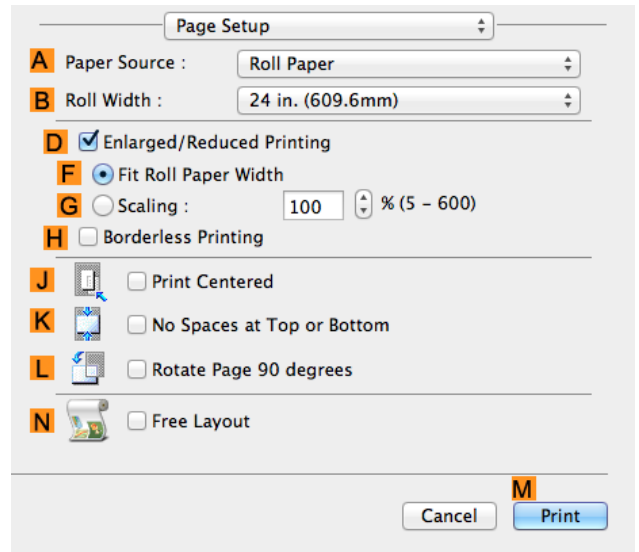 Page Setup
A Paper Source : Roll Paper
B Roll Width : 24 in. (609.6mm)
D Enlarged/Reduced Printing
F Fit Roll Paper Width
G Scaling : 100 % (5 – 600)
H Borderless Printing
J Print Centered
K No Spaces at Top or Bottom
L Rotate Page 90 degrees
N Free Layout
M
Cancel Print